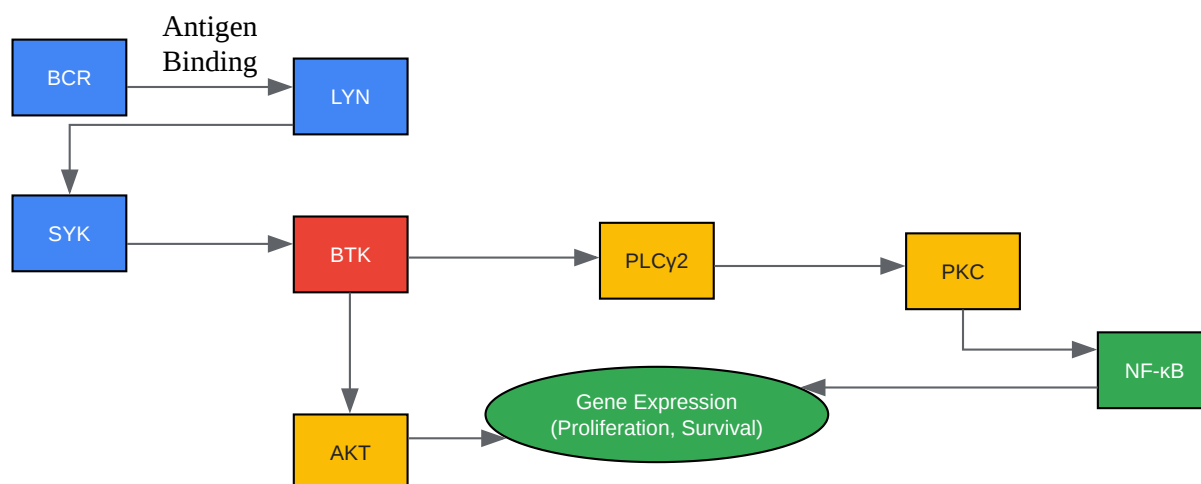 Antigen
Binding
BCR
LYN
SYK
BTK
PLCγ2
PKC
NF-κB
Gene Expression
(Proliferation, Survival)
AKT